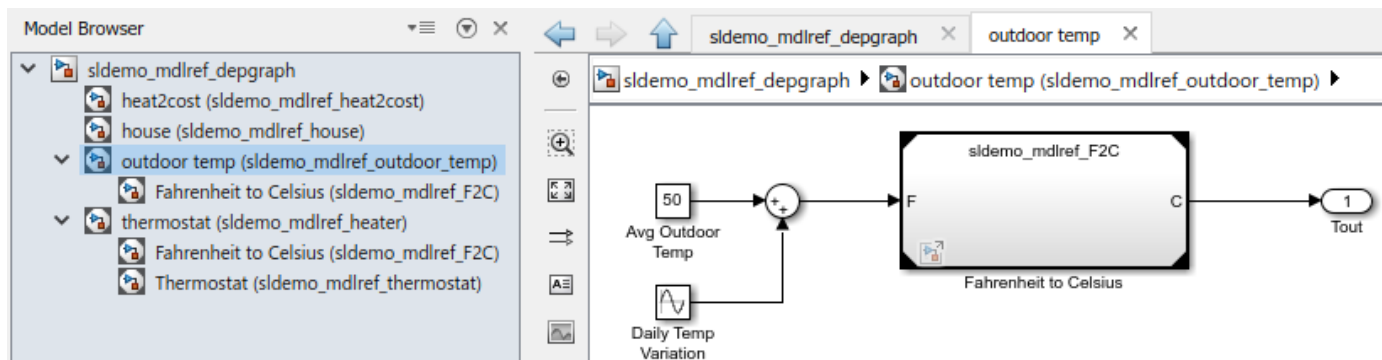 Model Browser
sldemo_mdlref_depgraph
heat2cost (sldemo_mdlref_heat2cost)
house (sldemo_mdlref_house)
outdoor temp (sldemo_mdlref_outdoor_temp)
Fahrenheit to Celsius (sldemo_mdlref_F2C)
thermostat (sldemo_mdlref_heater)
Fahrenheit to Celsius (sldemo_mdlref_F2C)
Thermostat (sldemo_mdlref_thermostat)
sldemo_mdlref_depgraph
outdoor temp
sldemo_mdlref_depgraph
outdoor temp (sldemo_mdlref_outdoor_temp)
A
50
Avg Outdoor
Temp
Daily Temp
Variation
+
+
sldemo_mdlref_F2C
F
C
Fahrenheit to Celsius
1
Tout